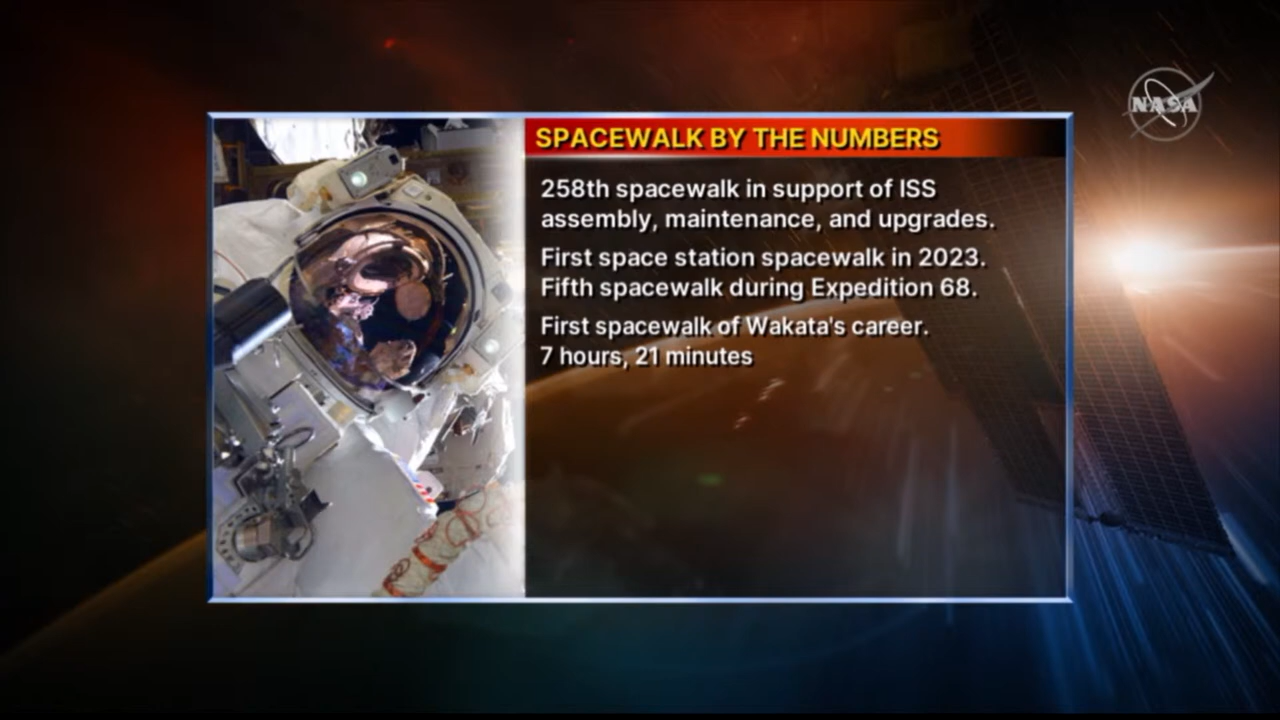 NASA
SPACEWALK BY THE NUMBERS
258th spacewalk in support of ISS
assembly, maintenance, and upgrades.
First space station spacewalk in 2023.
Fifth spacewalk during Expedition 68.
First spacewalk of Wakata's career.
7 hours, 21 minutes